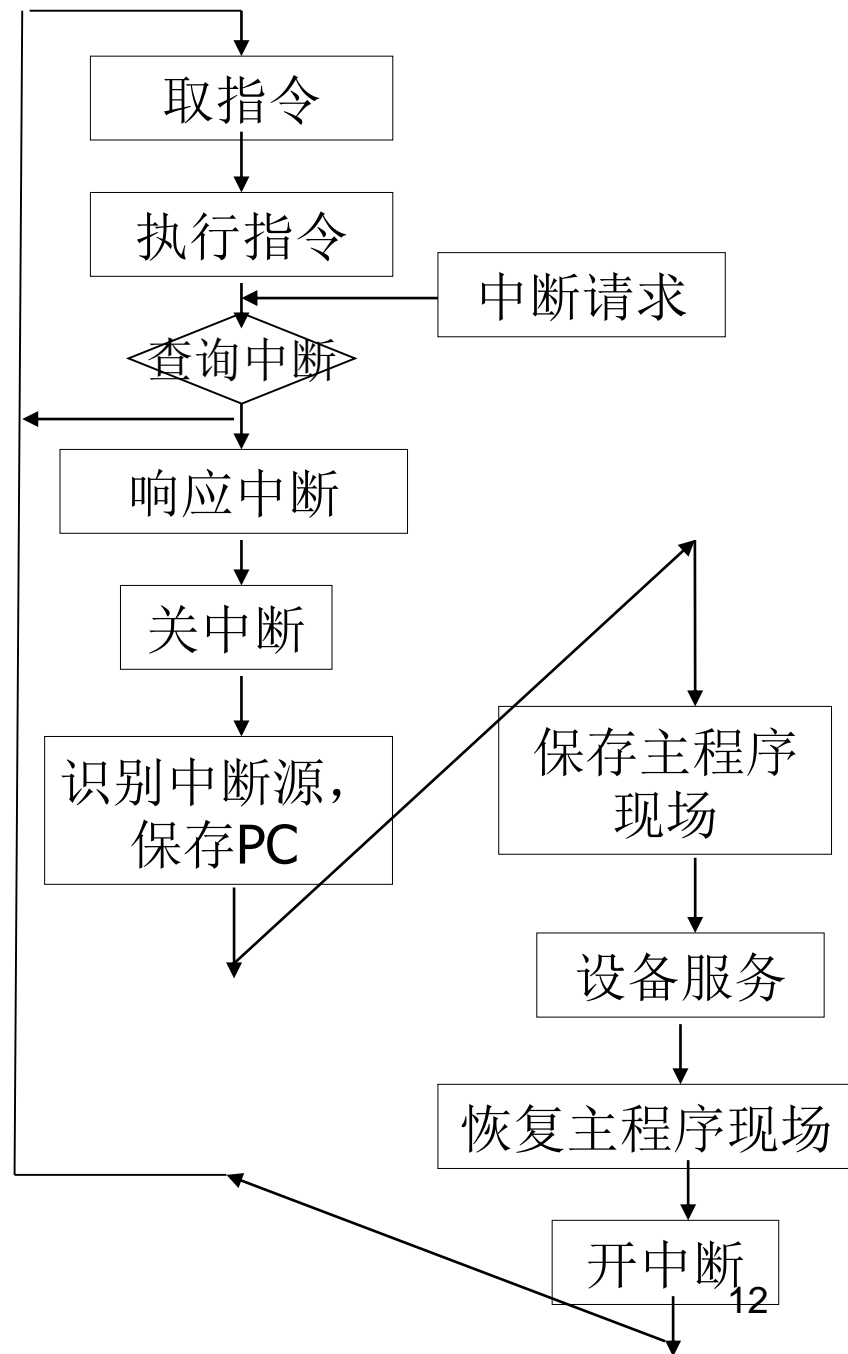 取指令
执行指令
中断请求
查询中断
响应中断
关中断
识别中断源，
保存PC
保存主程序
现场
设备服务
恢复主程序现场
开中断
12